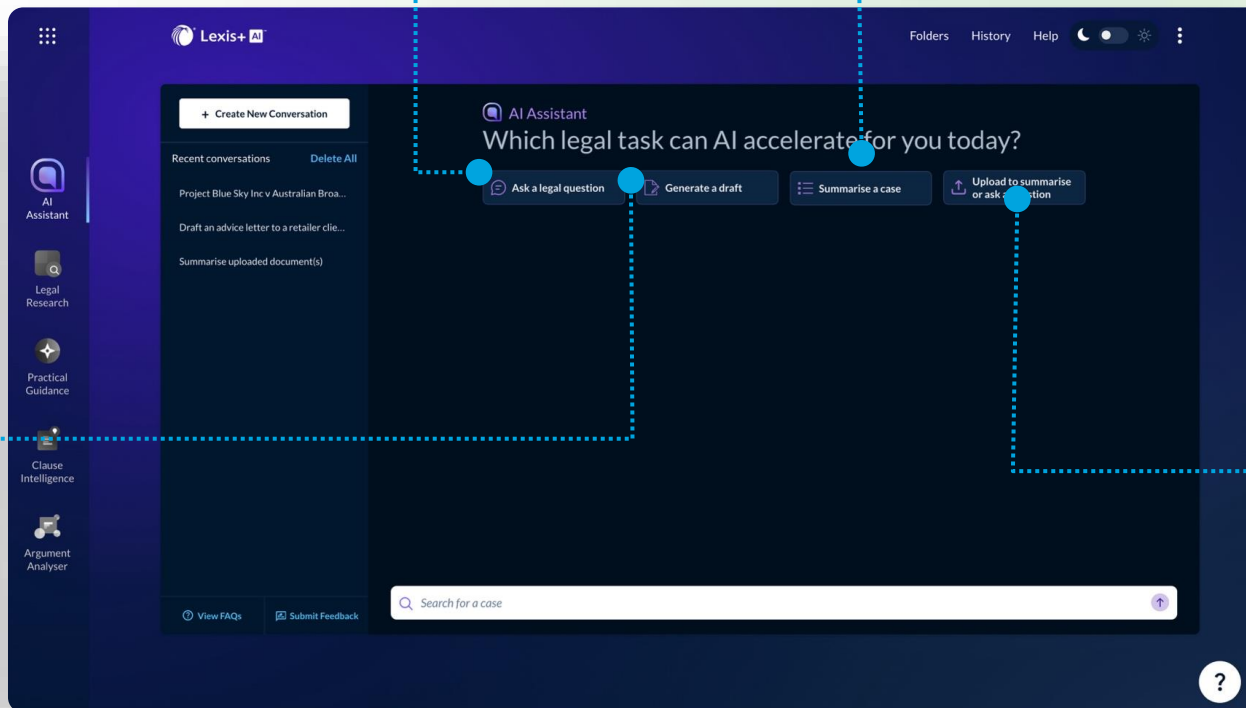 Lexis+ AI
Folders History Help
+ Create New Conversation
Recent conversations Delete All
Project Blue Sky Inc v Australian Broa...
Draft an advice letter to a retailer clie...
Summarise uploaded document(s)
View FAQs Submit Feedback
AI
Assistant
Legal
Research
Practical
Guidance
Clause
Intelligence
Argument
Analyser
AI Assistant
Which legal task can AI accelerate for you today?
Ask a legal question
Generate a draft
Summarise a case
Upload to summarise
or ask
Search for a case
?